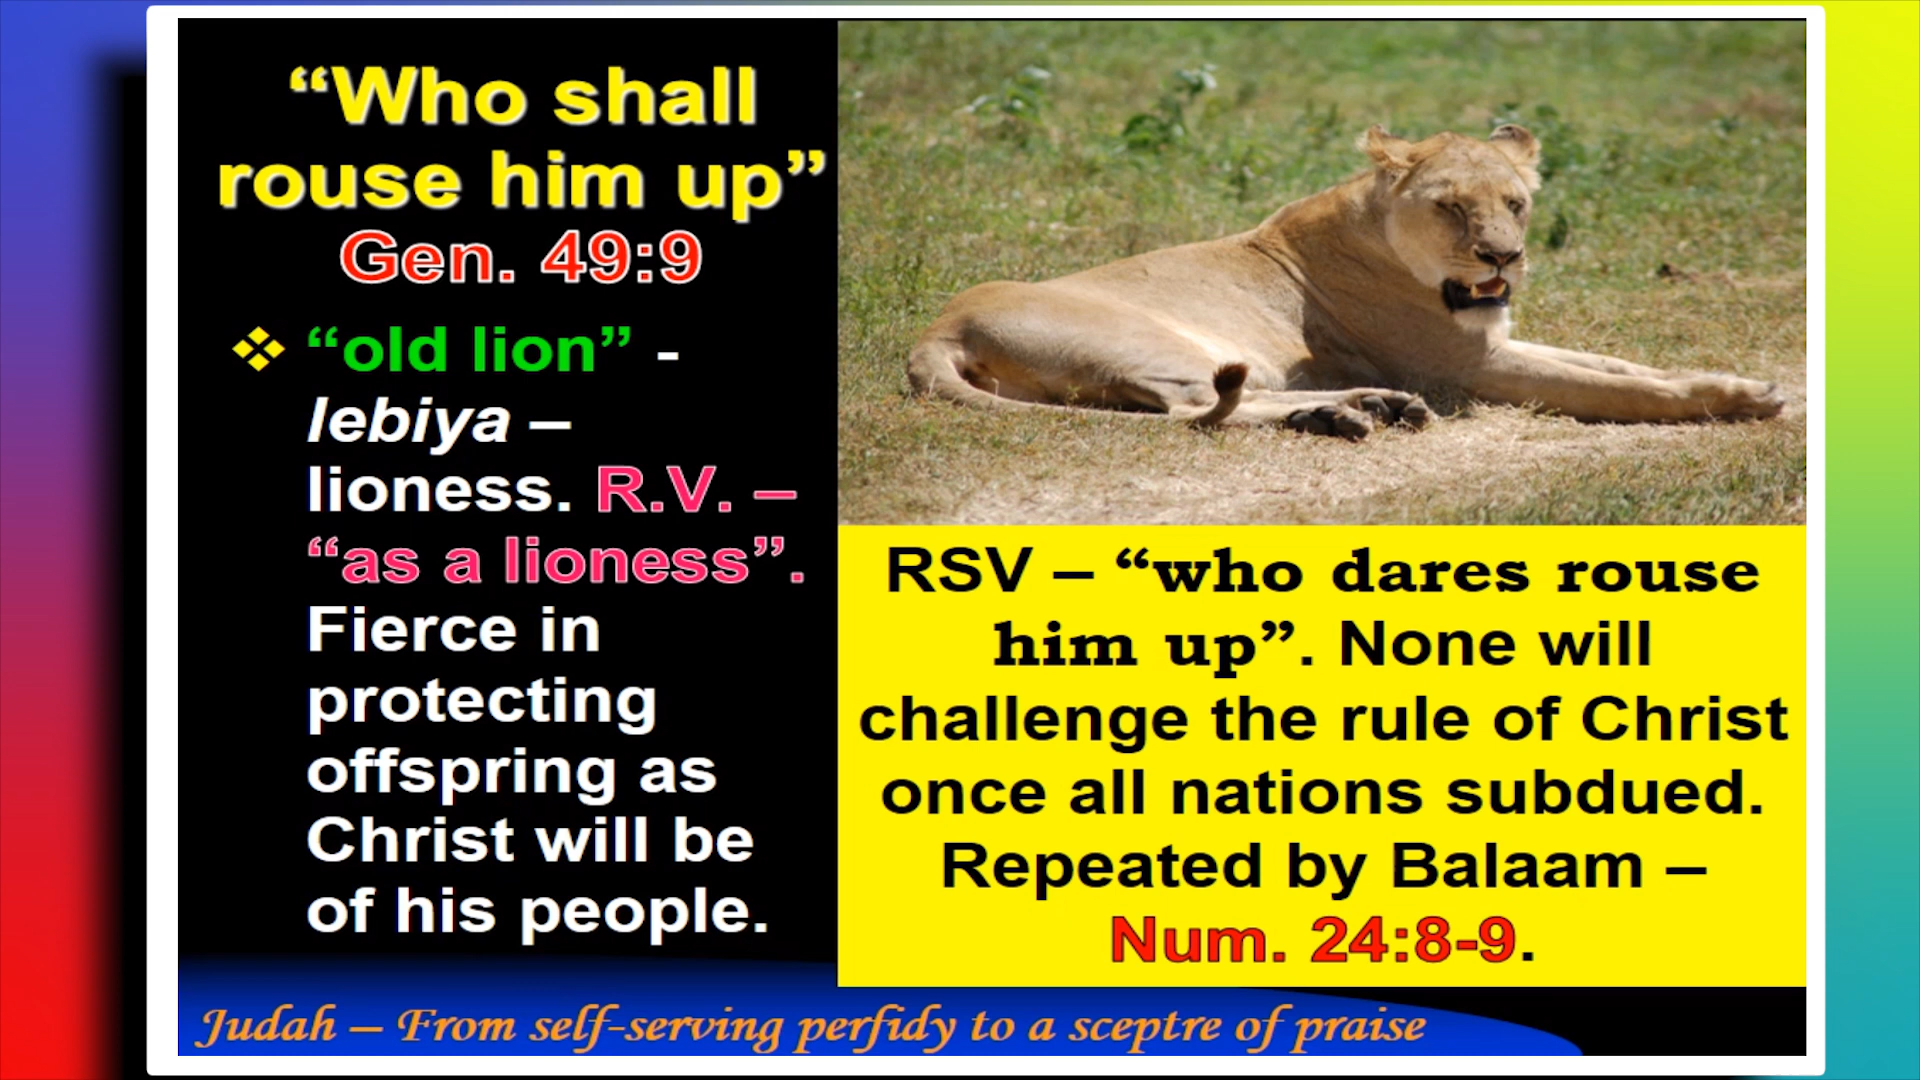 “Who shall
rouse him up”
Gen. 49:9
❖ “old lion” -
lebiya –
lioness. R.V. –
“as a lioness”.
Fierce in
protecting
offspring as
Christ will be
of his people.
RSV – “who dares rouse
him up”. None will
challenge the rule of Christ
once all nations subdued.
Repeated by Balaam –
Num. 24:8-9.
Judah – From self-serving perfidy to a sceptre of praise